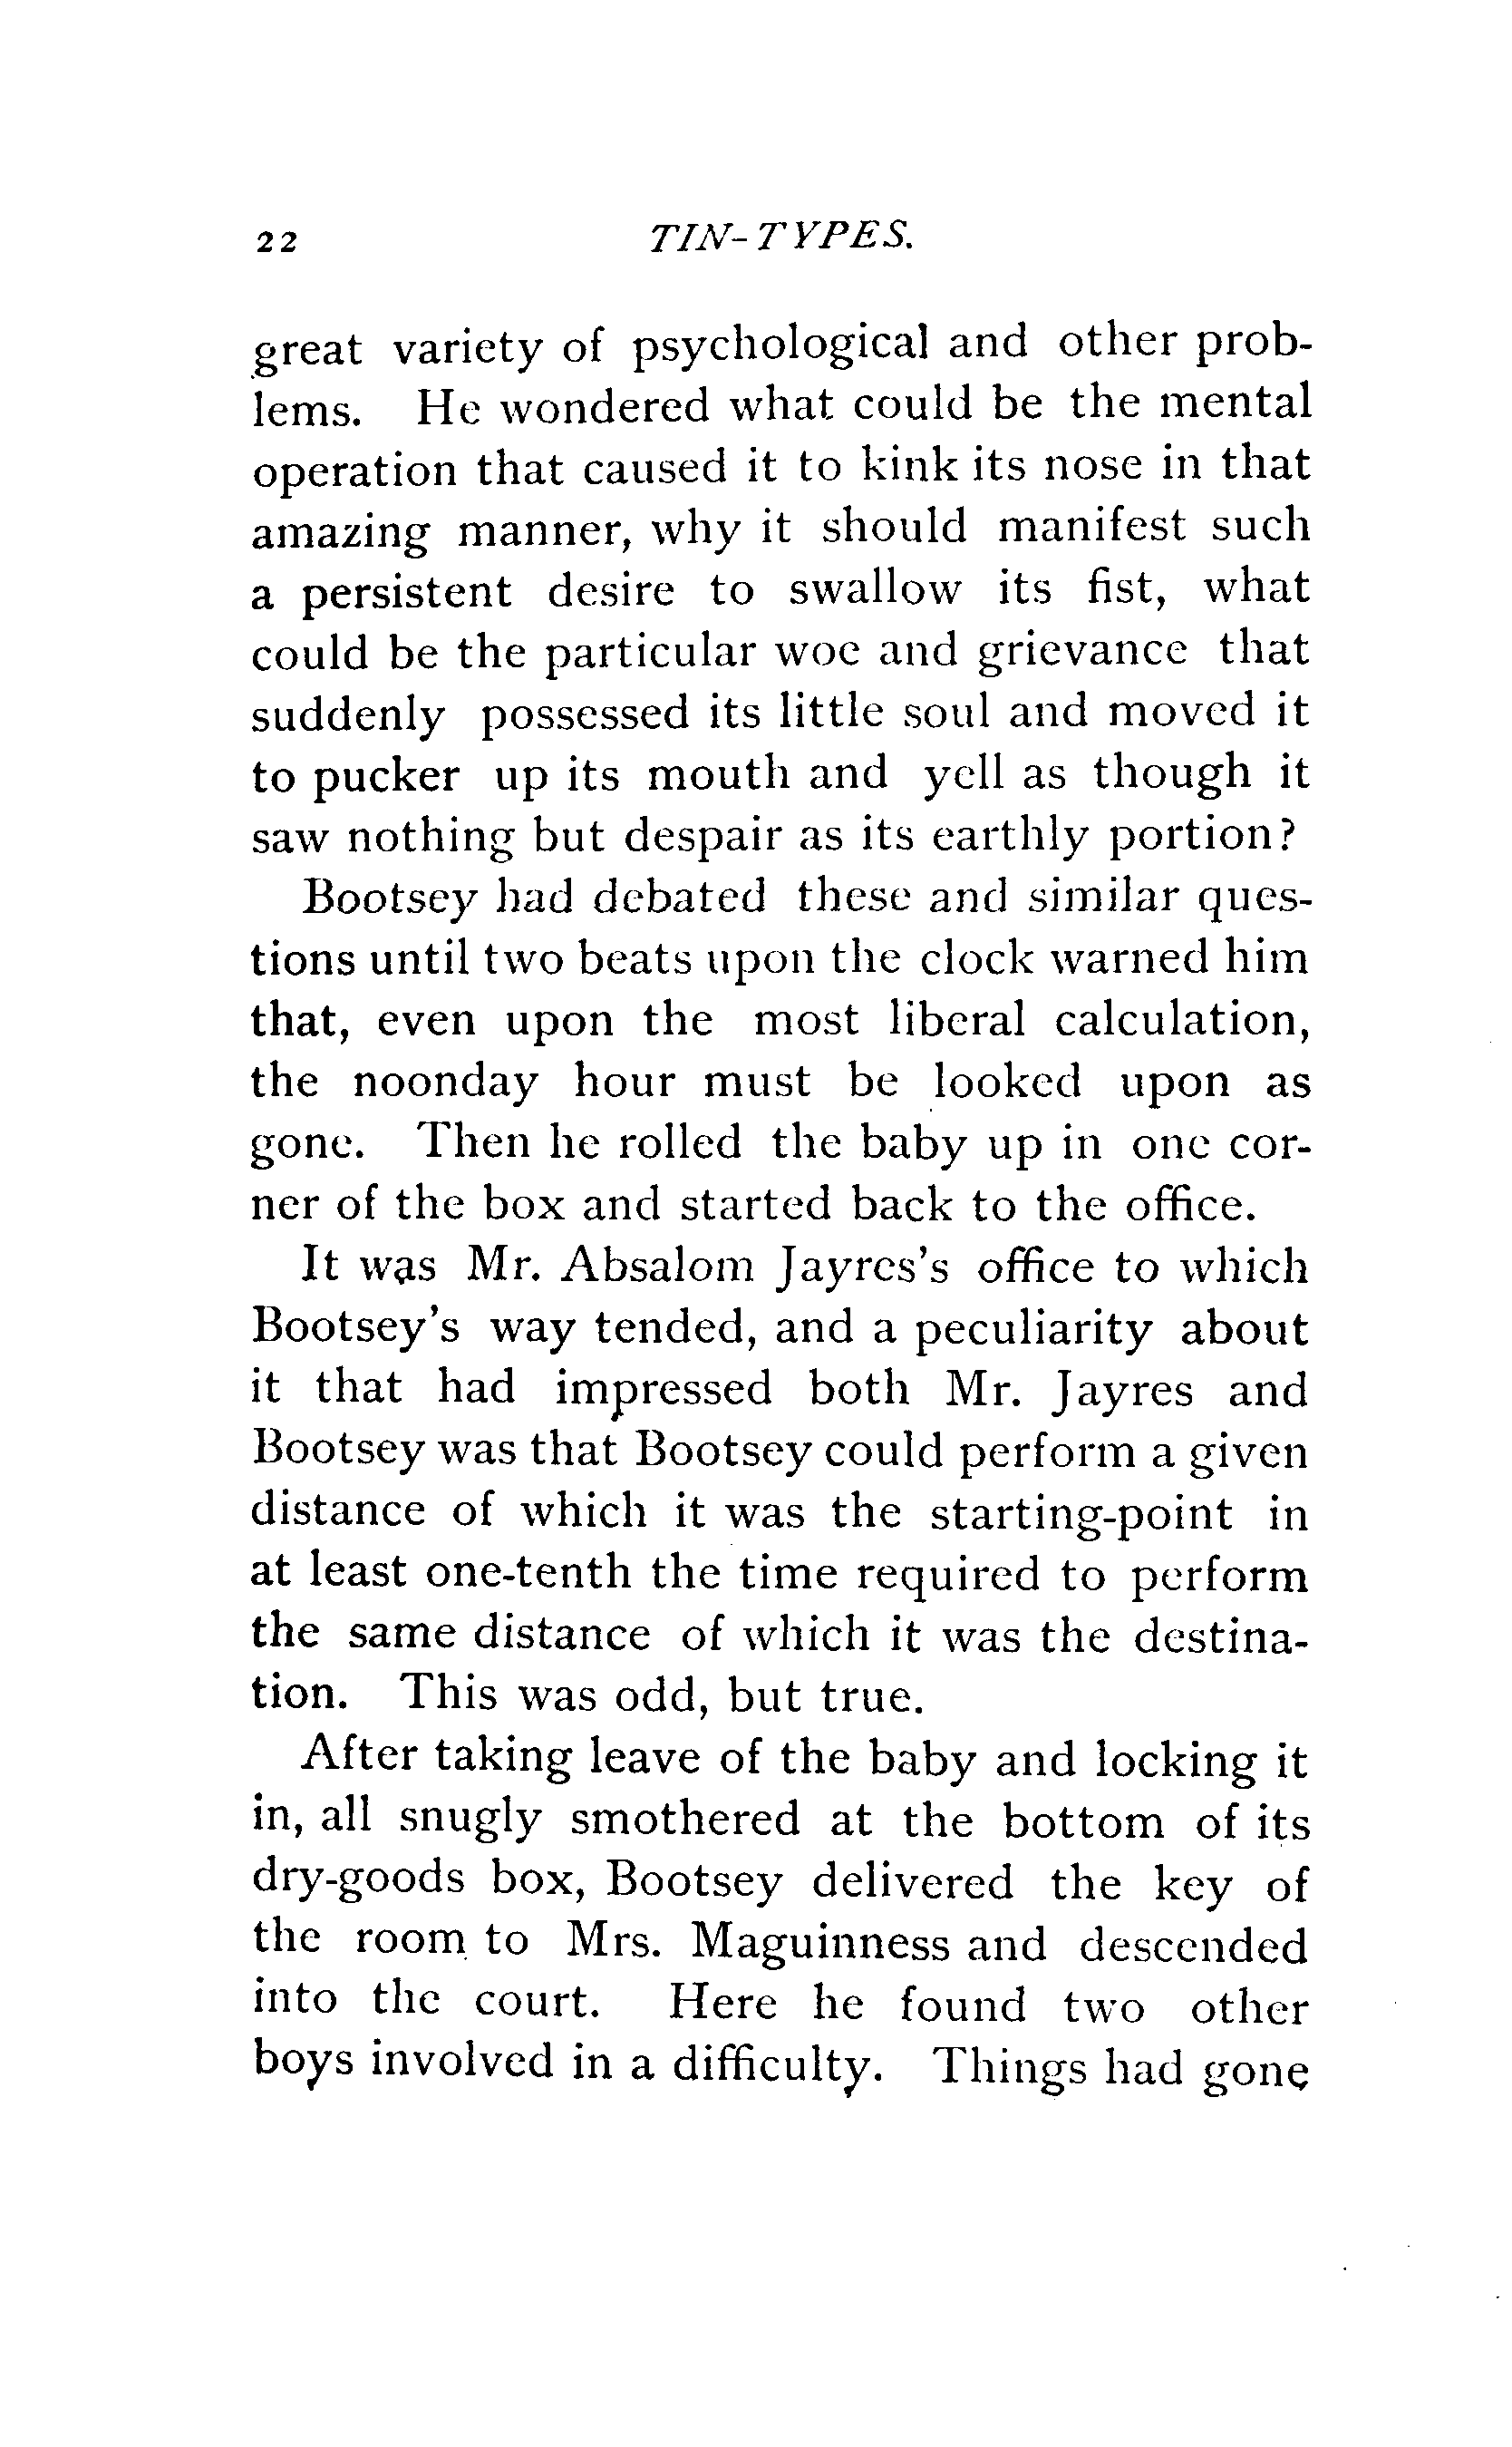 22 TIN-TYPES.
great variety of psychological and other prob-
lems. He wondered what could be the mental
operation that caused it to kink its nose in that
amazing manner, why it should manifest such
a persistent desire to swallow its fist, what
could be the particular woe and grievance that
suddenly possessed its little soul and moved it
to pucker up its mouth and yell as though it
saw nothing but despair as its earthly portion?
Bootsey had debated these and similar ques-
tions until two beats upon the clock warned him
that, even upon the most liberal calculation,
the noonday hour must be looked upon as
gone. Then he rolled the baby up in one cor-
ner of the box and started back to the office.
It was Mr. Absalom Jayres's office to which
Bootsey's way tended, and a peculiarity about
it that had impressed both Mr. Jayres and
Bootsey was that Bootsey could perform a given
distance of which it was the starting-point in
at least one-tenth the time required to perform
the same distance of which it was the destina-
tion. This was odd, but true.
After taking leave of the baby and locking it
in, all snugly smothered at the bottom of its
dry-goods box, Bootsey delivered the key of
the room to Mrs. Maguinness and descended
into the court. Here he found two other
boys involved in a difficulty. Things had gone